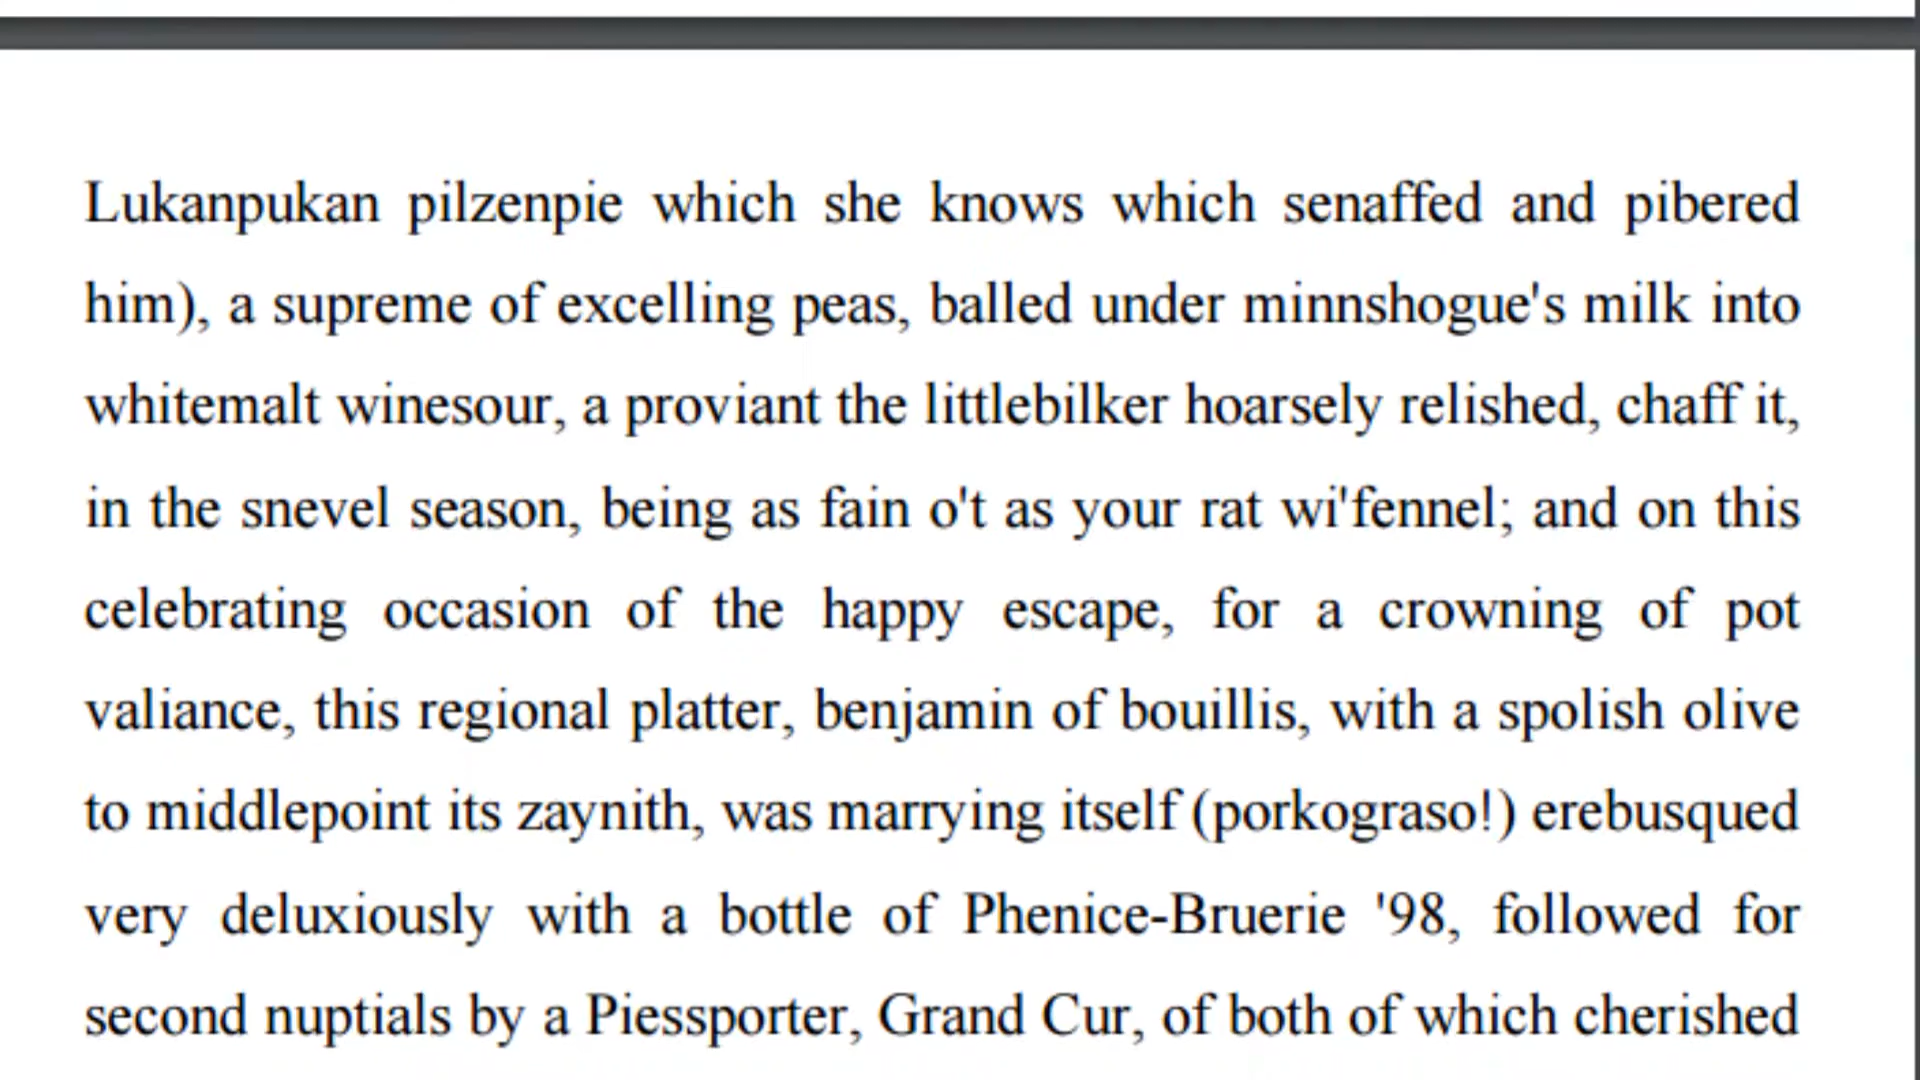 Lukanpukan pilzenpie which she knows which senaffed and pibered
him), a supreme of excelling peas, balled under minnshogue's milk into
whitemalt winesour, a proviant the littlebilker hoarsely relished, chaff it,
in the snevel season, being as fain o't as your rat wi'fennel; and on this
celebrating occasion of the happy escape, for a crowning of pot
valiance, this regional platter, benjamin of bouillis, with a spolish olive
to middlepoint its zaynith, was marrying itself (porkograso!) erebusqued
very deluxiously with a bottle of Phenice-Bruerie '98, followed for
second nuptials by a Piessporter, Grand Cur, of both of which cherished